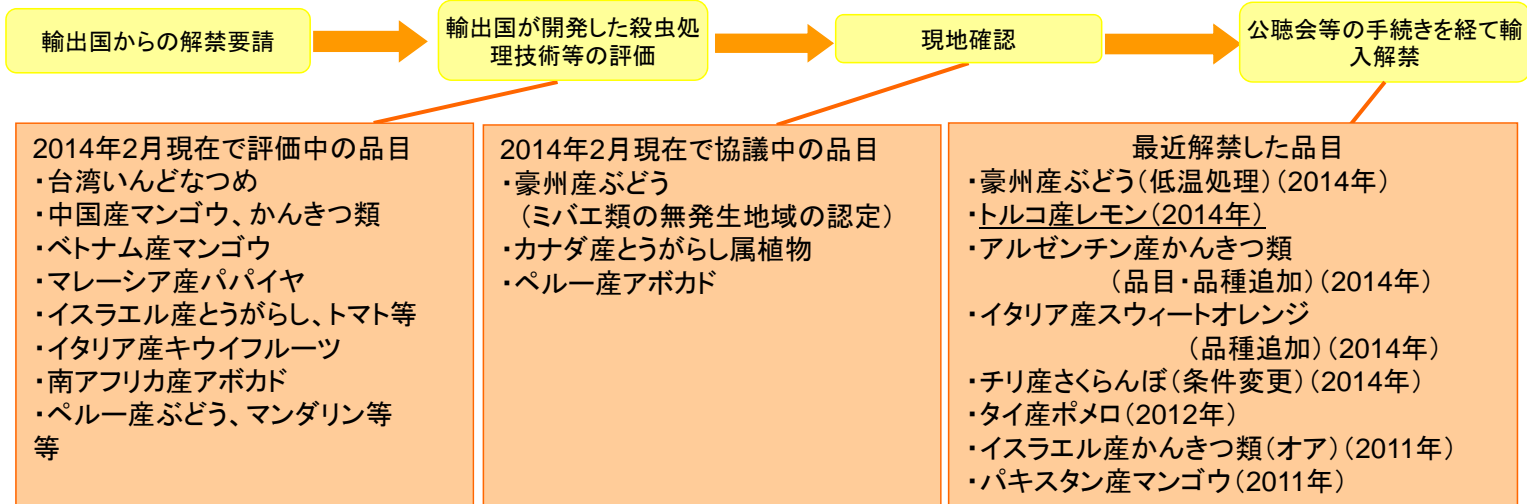 輸出国からの解禁要請
輸出国が開発した殺虫処
理技術等の評価
現地確認
公聴会等の手続きを経て輸
入解禁
2014年2月現在で評価中の品目
・台湾いんどなつめ
・中国産マンゴウ、かんきつ類
・ベトナム産マンゴウ
・マレーシア産パパイヤ
・イスラエル産とうがらし、トマト等
・イタリア産キウイフルーツ
・南アフリカ産アボカド
・ペルー産ぶどう、マンダリン等
等
2014年2月現在で協議中の品目
・豪州産ぶどう
（ミバエ類の無発生地域の認定）
・カナダ産とうがらし属植物
・ペルー産アボカド
最近解禁した品目
・豪州産ぶどう（低温処理）（2014年）
・トルコ産レモン（2014年）
・アルゼンチン産かんきつ類
（品目・品種追加）（2014年）
・イタリア産スウィートオレンジ
（品種追加）（2014年）
・チリ産さくらんぼ（条件変更）（2014年）
・タイ産ポメロ（2012年）
・イスラエル産かんきつ類（オア）（2011年）
・パキスタン産マンゴウ（2011年）